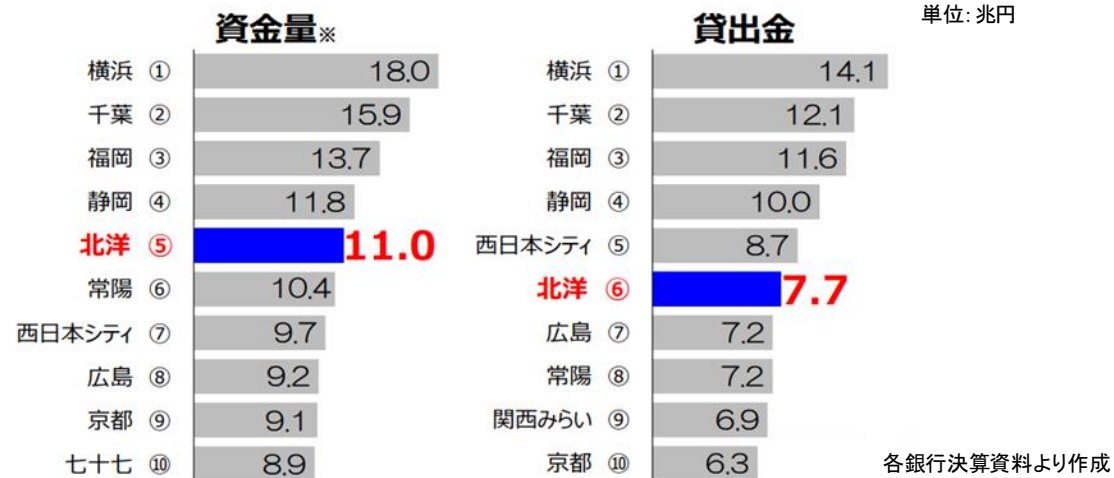 単位：兆円
資金量※
横浜 ① 18.0
千葉 ② 15.9
福岡 ③ 13.7
静岡 ④ 11.8
北洋 ⑤ 11.0
常陽 ⑥ 10.4
西日本シティ ⑦ 9.7
広島 ⑧ 9.2
京都 ⑨ 9.1
七十七 ⑩ 8.9
貸出金
横浜 ① 14.1
千葉 ② 12.1
福岡 ③ 11.6
静岡 ④ 10.0
西日本シティ ⑤ 8.7
北洋 ⑥ 7.7
広島 ⑦ 7.2
常陽 ⑧ 7.2
関西みらい ⑨ 6.9
京都 ⑩ 6.3
各銀行決算資料より作成